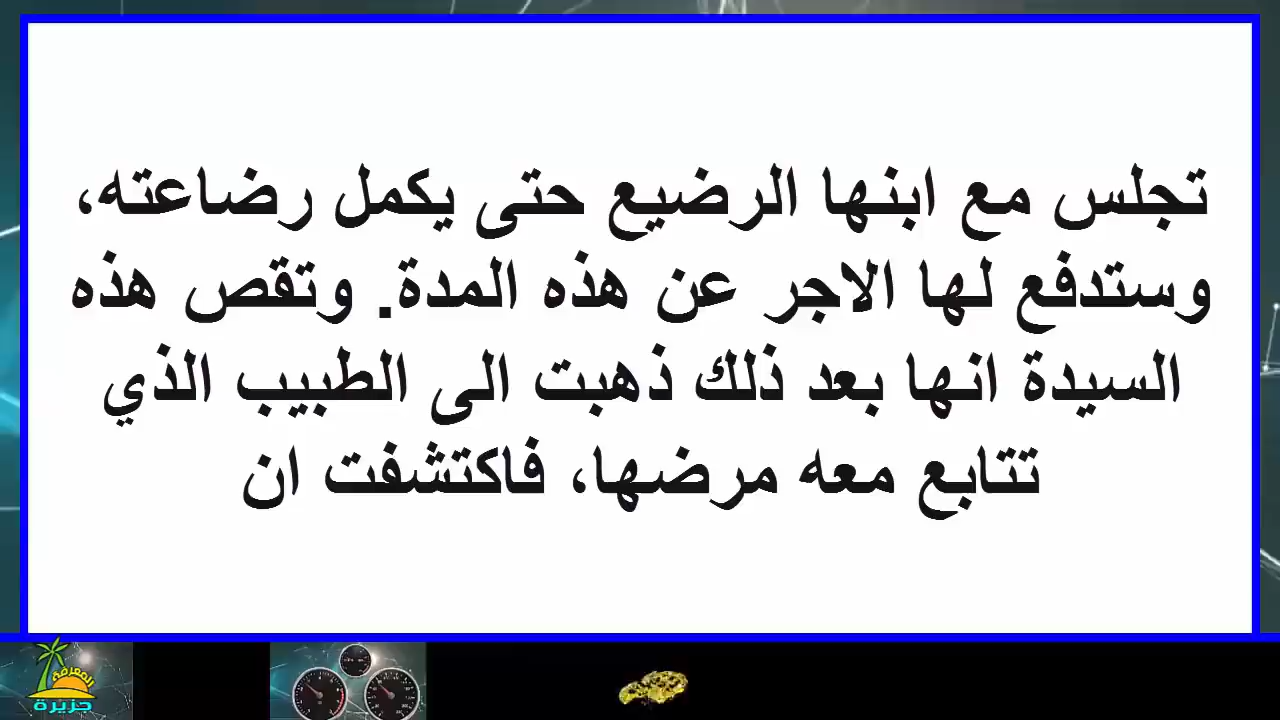 تجلس مع ابنها الرضيع حتى يكمل رضاعته،
وستدفع لها الاجر عن هذه المدة. وتقص هذه
السيدة انها بعد ذلك ذهبت الى الطبيب الذي
تتابع معه مرضها، فاكتشفت ان
المعرفة
جزيرة